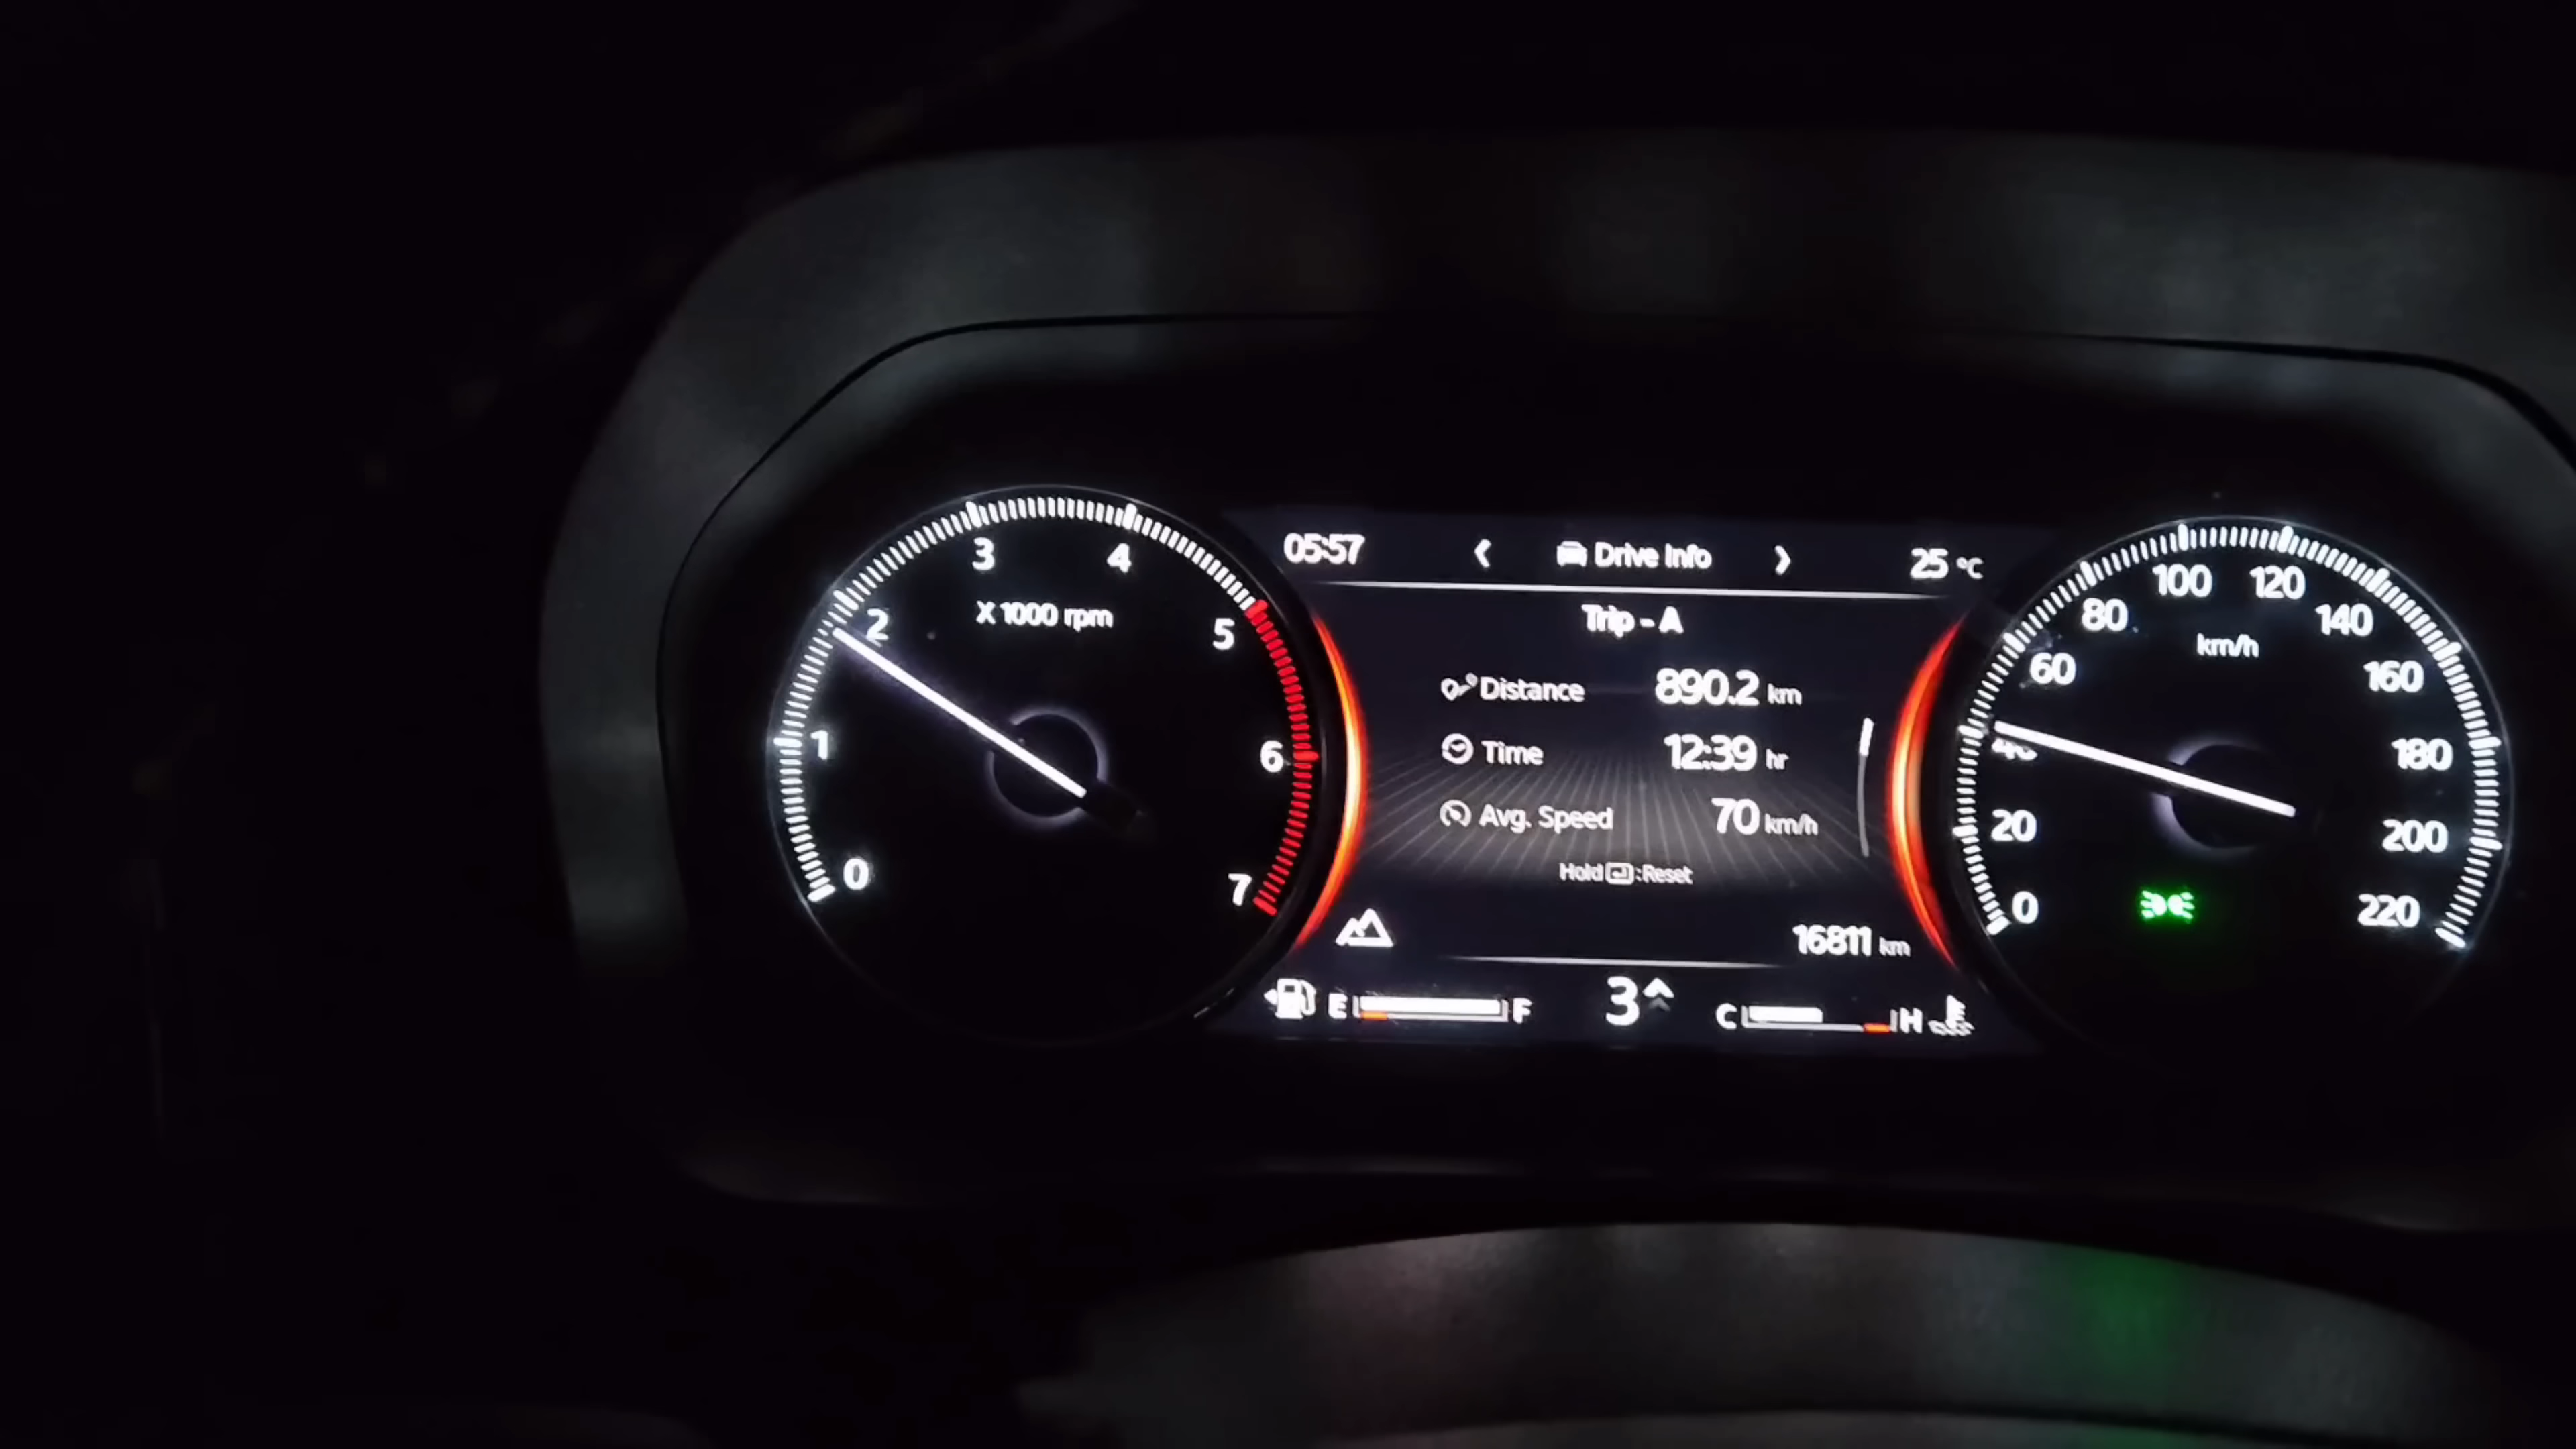 05:57 Drive Info 25 °C
Trip - A
Distance 890.2 km
Time 12:39 hr
Avg. Speed 70 km/h
Hold : Reset
16811 km
E F 3 C H
0
1
2
3
4
5
6
7
X 1000 rpm
0
20
40
60
80
100
120
140
160
180
200
220
km/h